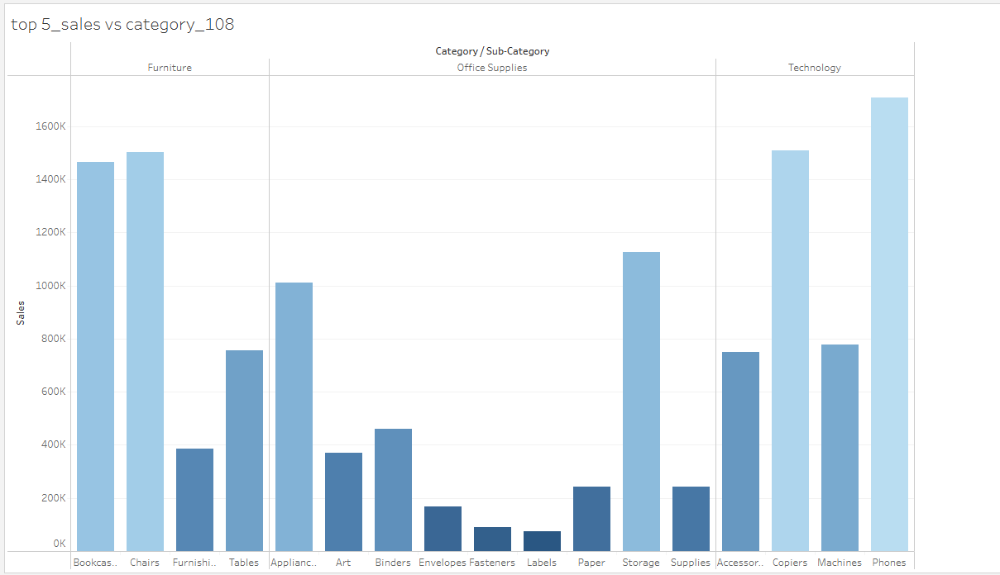 top 5_sales vs category_108
Category / Sub-Category
Furniture Office Supplies Technology
1600K
1400K
1200K
1000K
800K
600K
400K
200K
0K
Sales
Bookcas.. Chairs Furnishi.. Tables Applianc.. Art Binders Envelopes Fasteners Labels Paper Storage Supplies Accessor.. Copiers Machines Phones